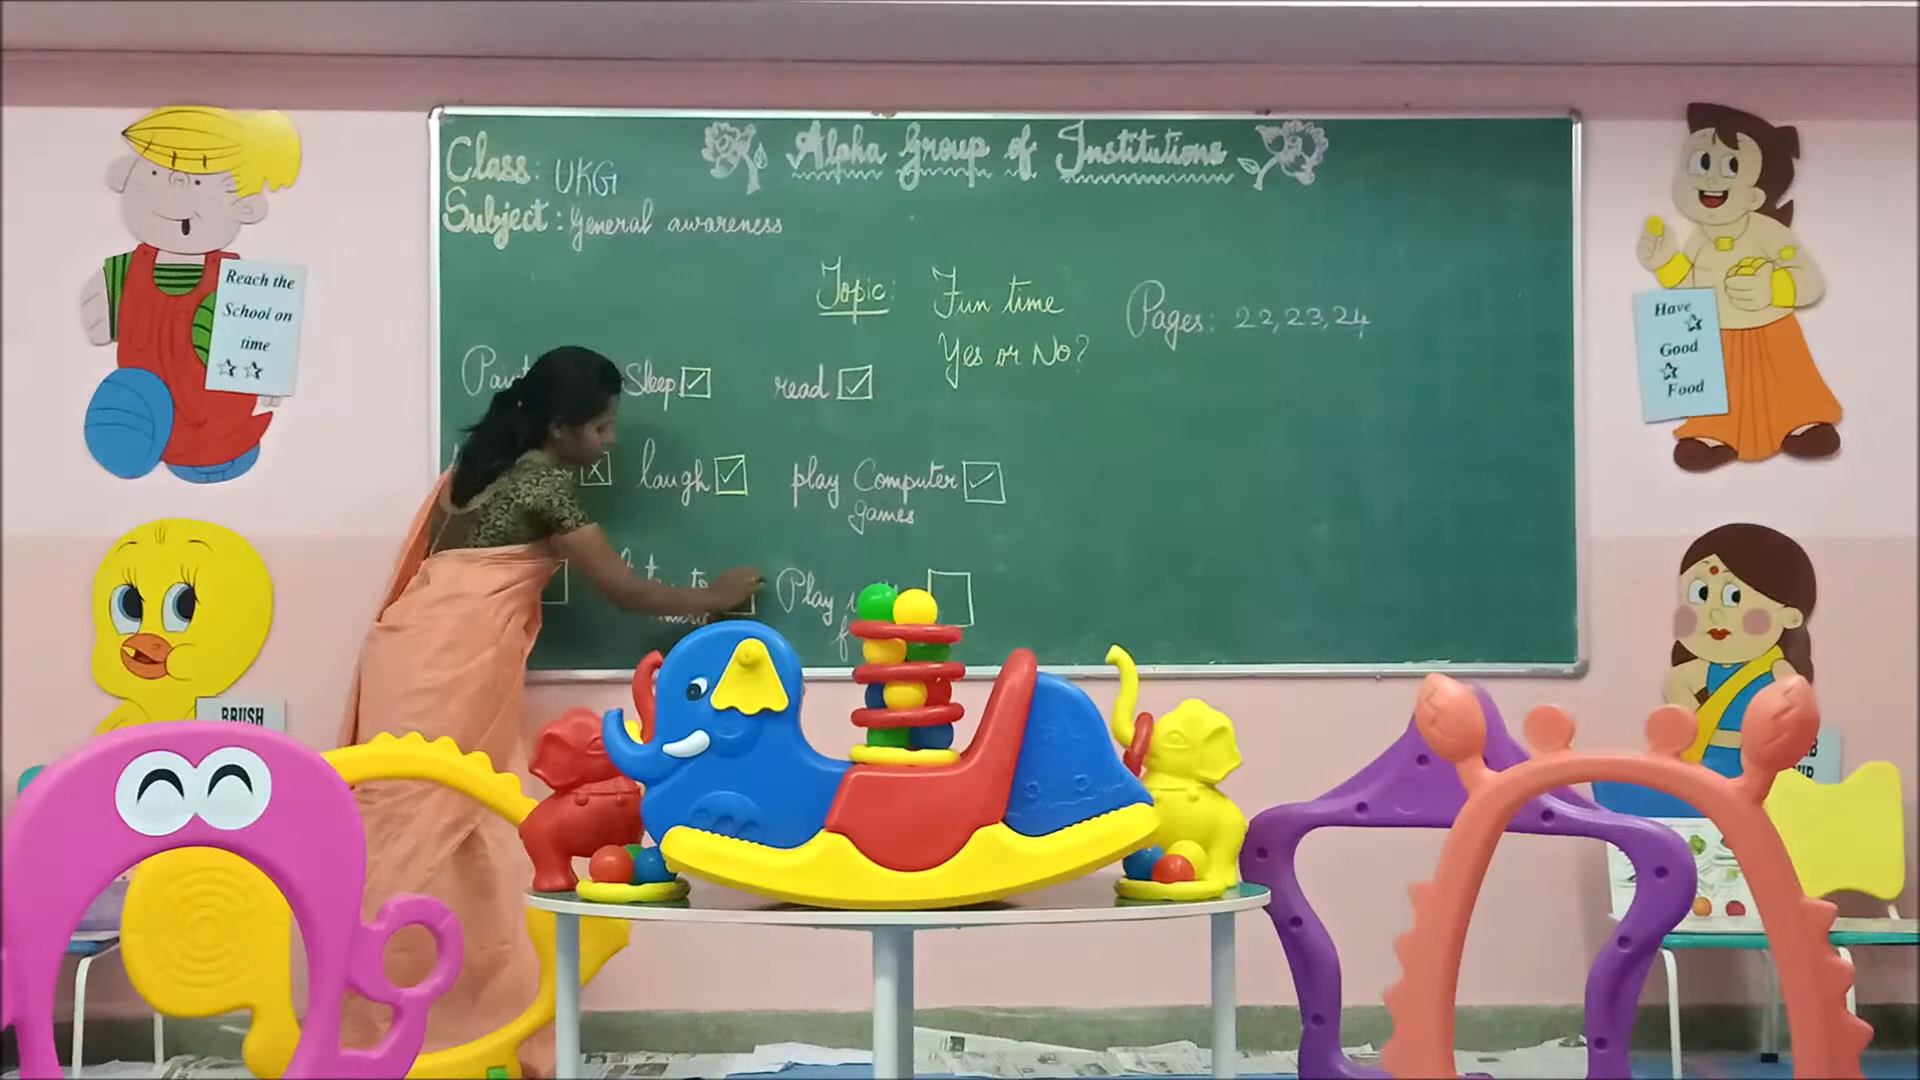 Alpha Group of Institutions
Class: UKG
Subject: General awareness
Topic: Fun time
Yes or No?
Pages: 22,23,24
Sleep
read
laugh
play Computer
games
to
Play
Reach the
School on
time
Have
Good
Food
BRUSH